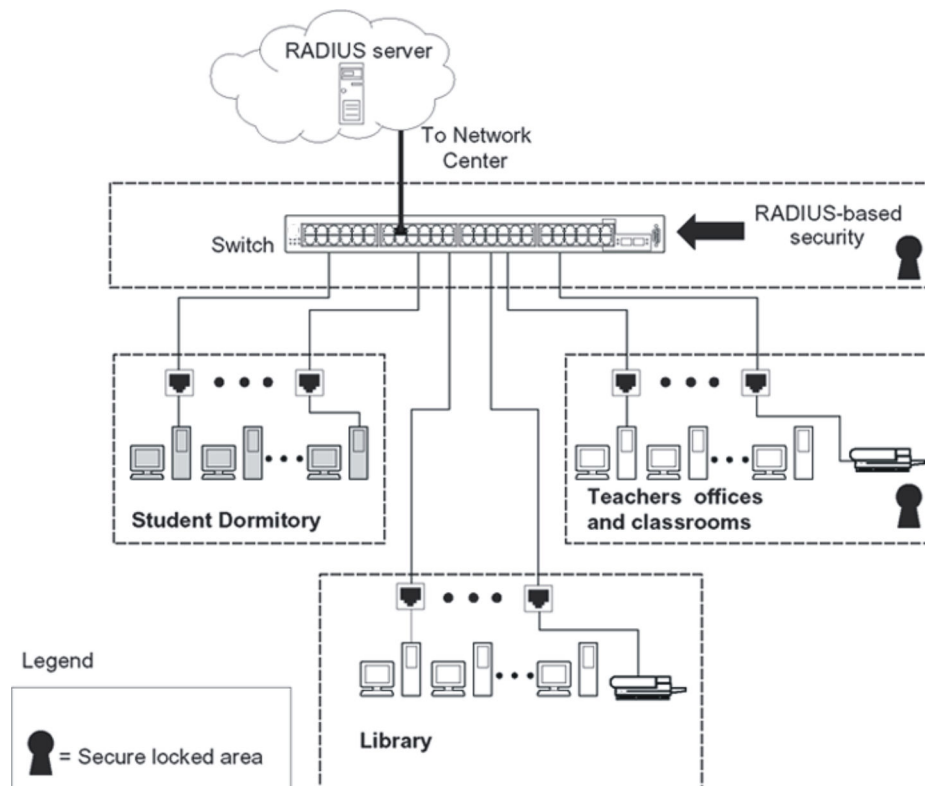 RADIUS server
To Network
Center
RADIUS-based
security
Switch
Student Dormitory
Teachers offices
and classrooms
Library
Legend
= Secure locked area